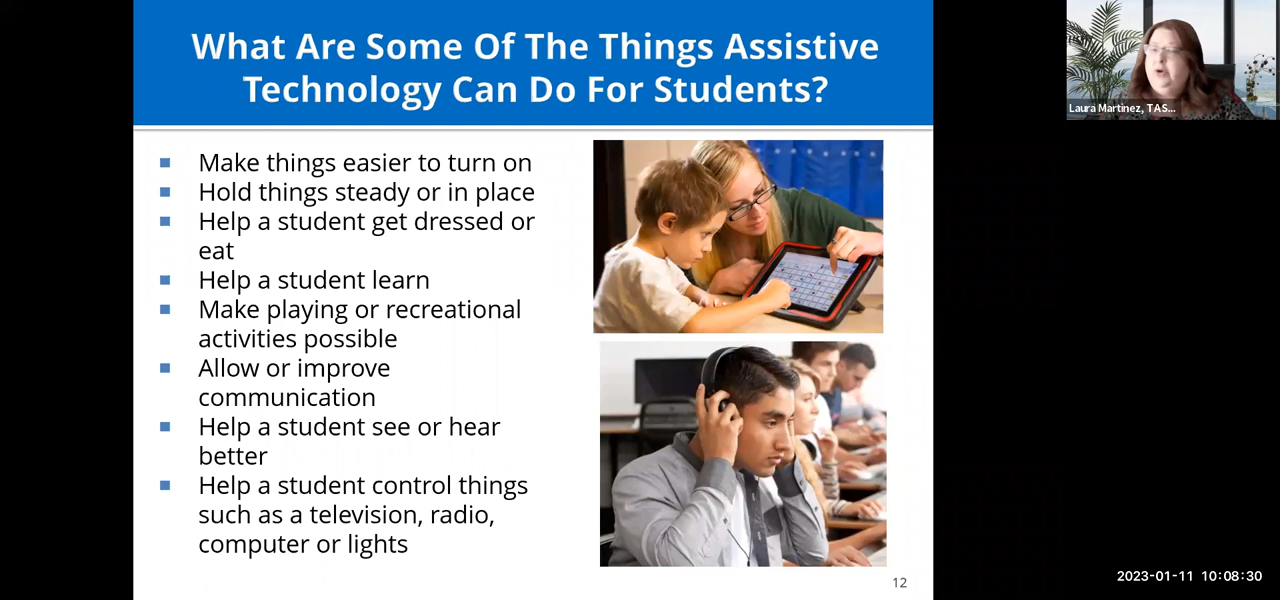 What Are Some Of The Things Assistive
Technology Can Do For Students?
Make things easier to turn on
Hold things steady or in place
Help a student get dressed or
eat
Help a student learn
Make playing or recreational
activities possible
Allow or improve
communication
Help a student see or hear
better
Help a student control things
such as a television, radio,
computer or lights
12
Laura Martinez, TAS...
2023-01-11 10:08:30